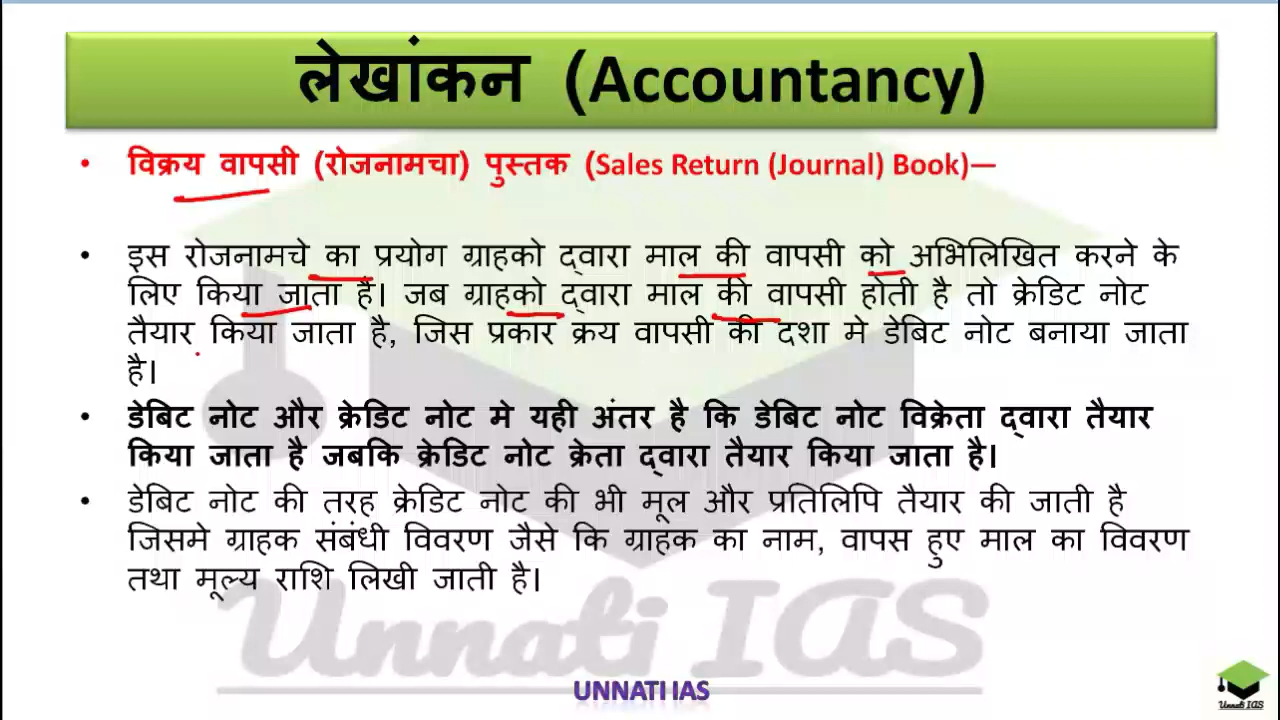 लेखांकन (Accountancy)
• विक्रय वापसी (रोजनामचा) पुस्तक (Sales Return (Journal) Book)—
• इस रोजनामचे का प्रयोग ग्राहको द्वारा माल की वापसी को अभिलिखित करने के
लिए किया जाता है। जब ग्राहको द्वारा माल की वापसी होती है तो क्रेडिट नोट
तैयार किया जाता है, जिस प्रकार क्रय वापसी की दशा मे डेबिट नोट बनाया जाता
है।
• डेबिट नोट और क्रेडिट नोट मे यही अंतर है कि डेबिट नोट विक्रेता द्वारा तैयार
किया जाता है जबकि क्रेडिट नोट क्रेता द्वारा तैयार किया जाता है।
• डेबिट नोट की तरह क्रेडिट नोट की भी मूल और प्रतिलिपि तैयार की जाती है
जिसमे ग्राहक संबंधी विवरण जैसे कि ग्राहक का नाम, वापस हुए माल का विवरण
तथा मूल्य राशि लिखी जाती है।
Unnati IAS
UNNATI IAS
Unnati IAS